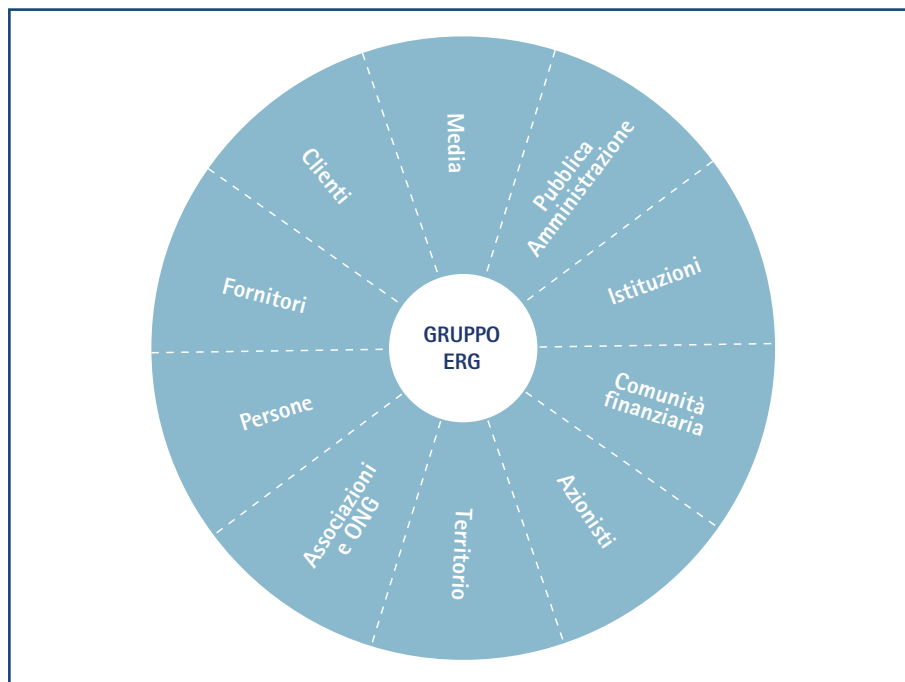 Media
Pubblica
Amministrazione
Istituzioni
Comunità
finanziaria
Azionisti
Territorio
Associazioni
e ONG
Persone
Fornitori
Clienti
GRUPPO
ERG